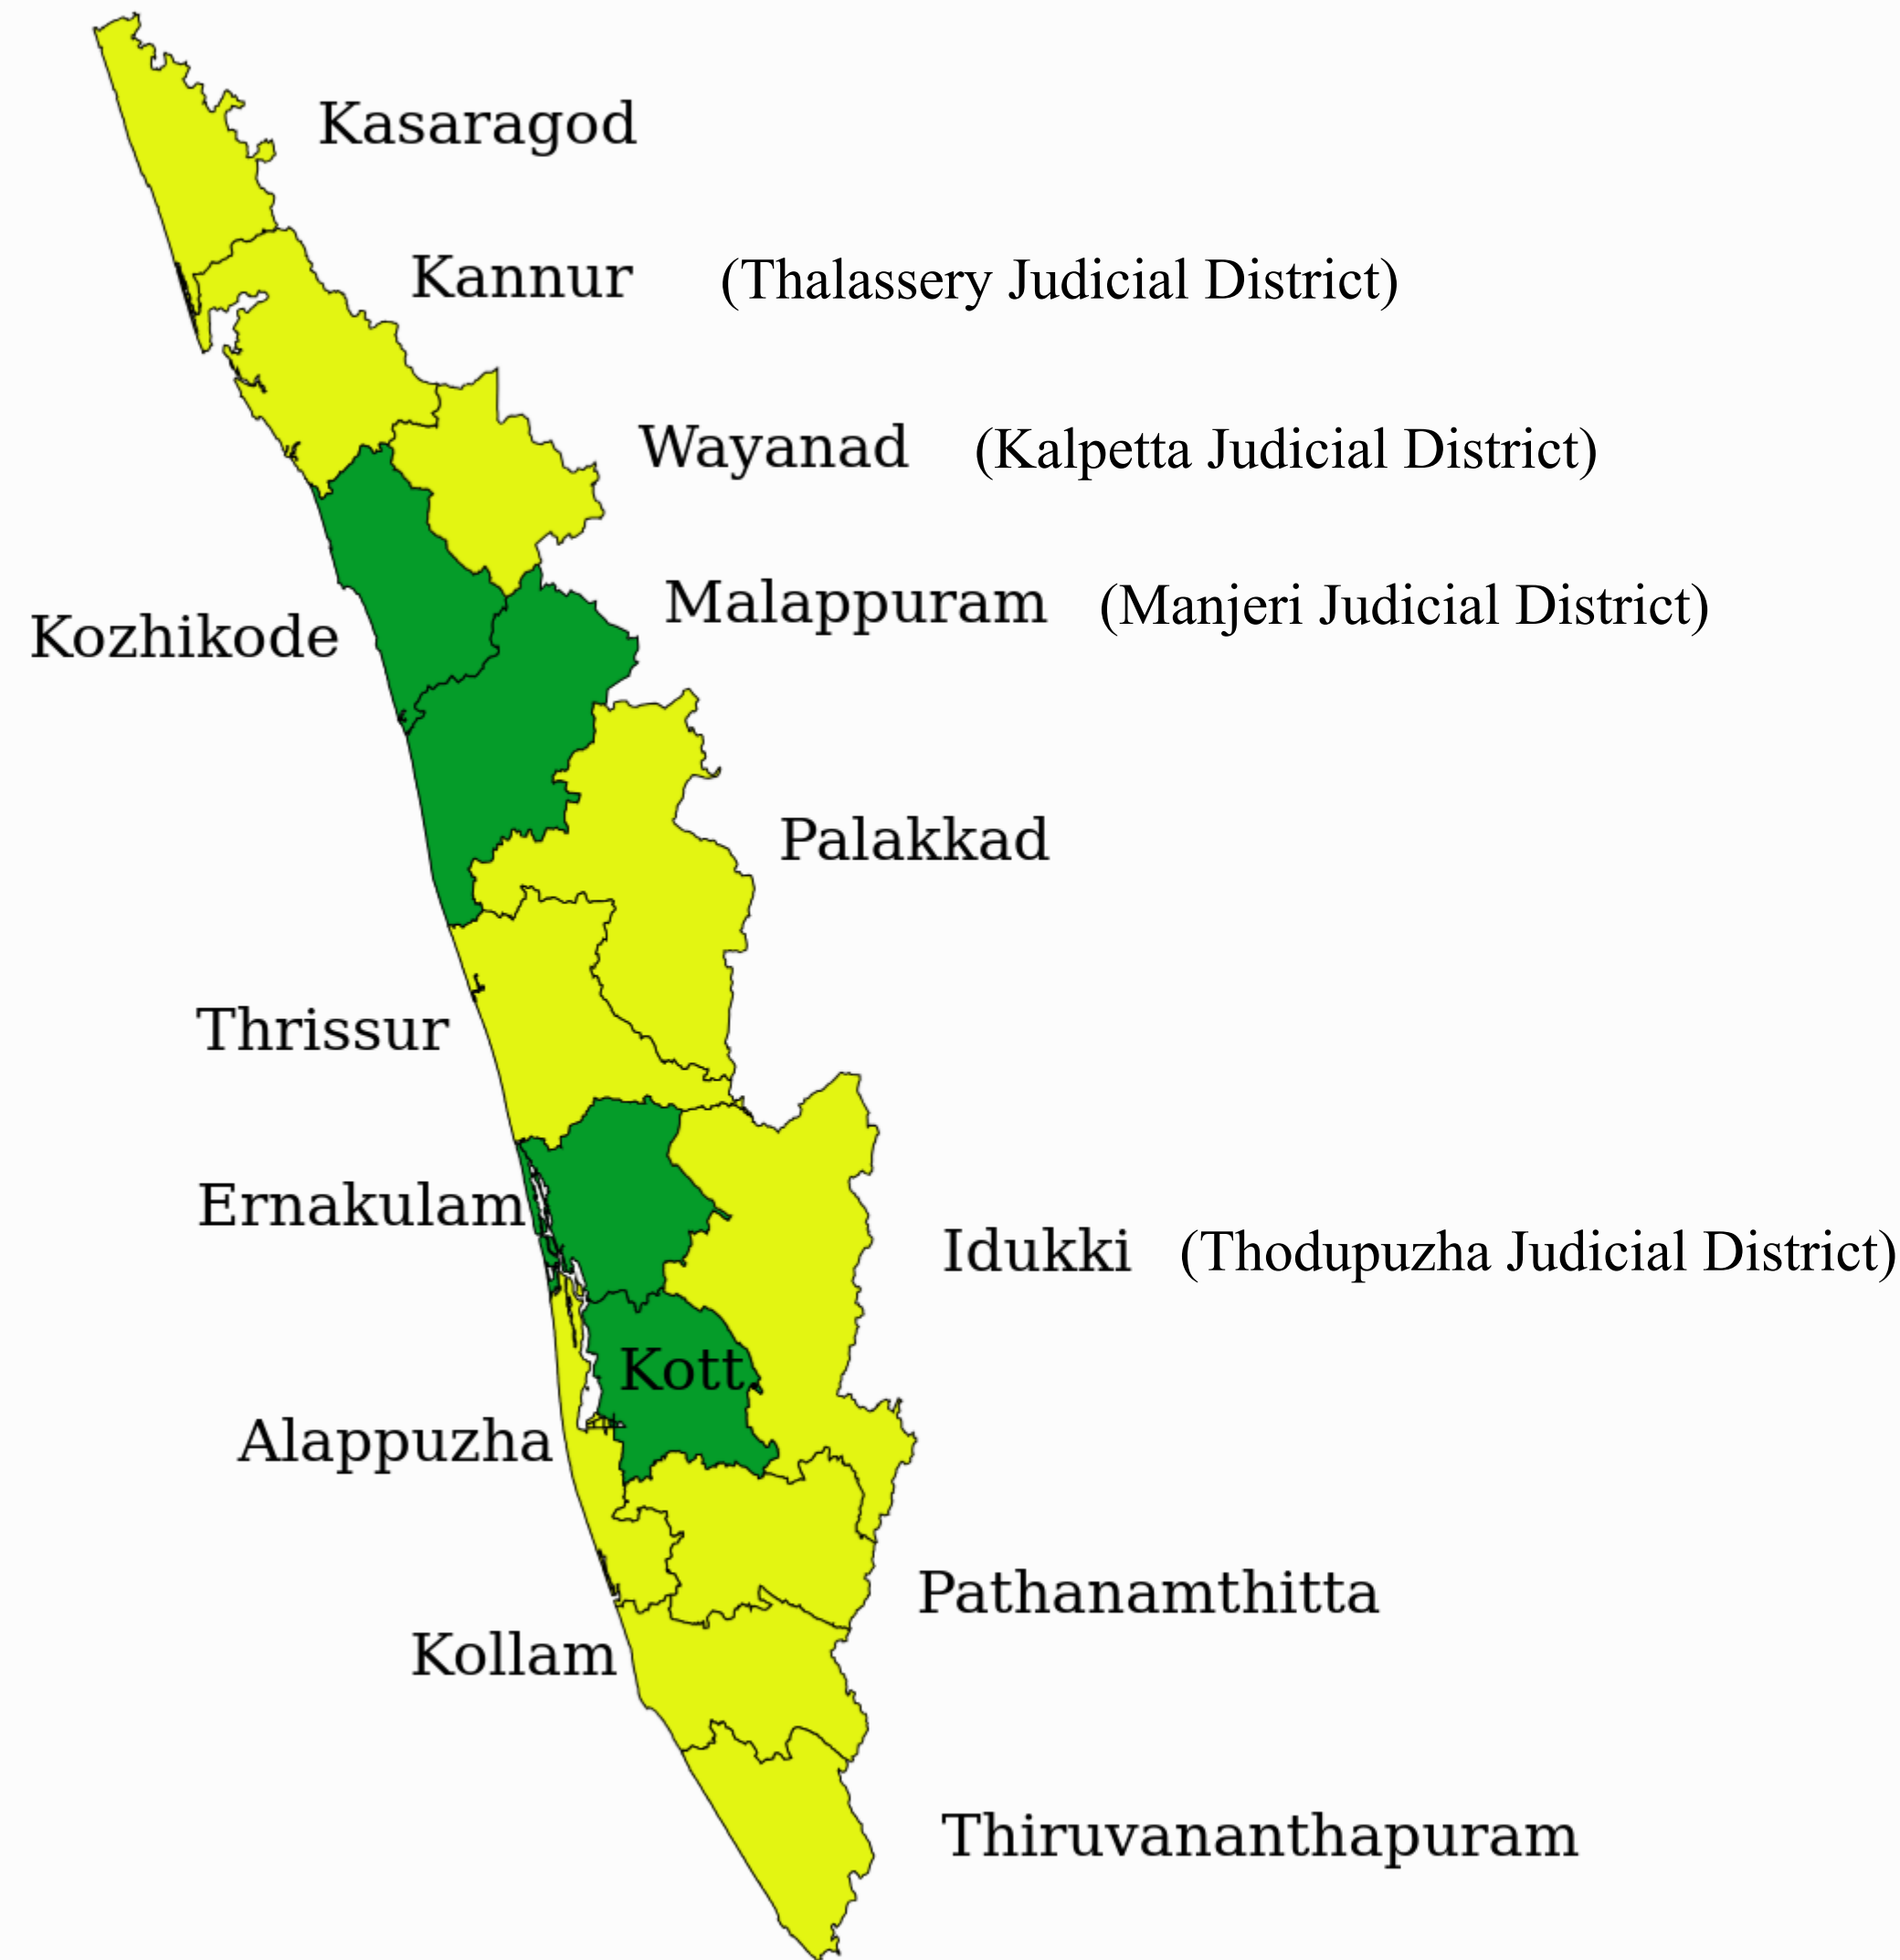 Kasaragod
Kannur (Thalassery Judicial District)
Wayanad (Kalpetta Judicial District)
Malappuram (Manjeri Judicial District)
Kozhikode
Palakkad
Thrissur
Ernakulam
Idukki (Thodupuzha Judicial District)
Kott.
Alappuzha
Pathanamthitta
Kollam
Thiruvananthapuram